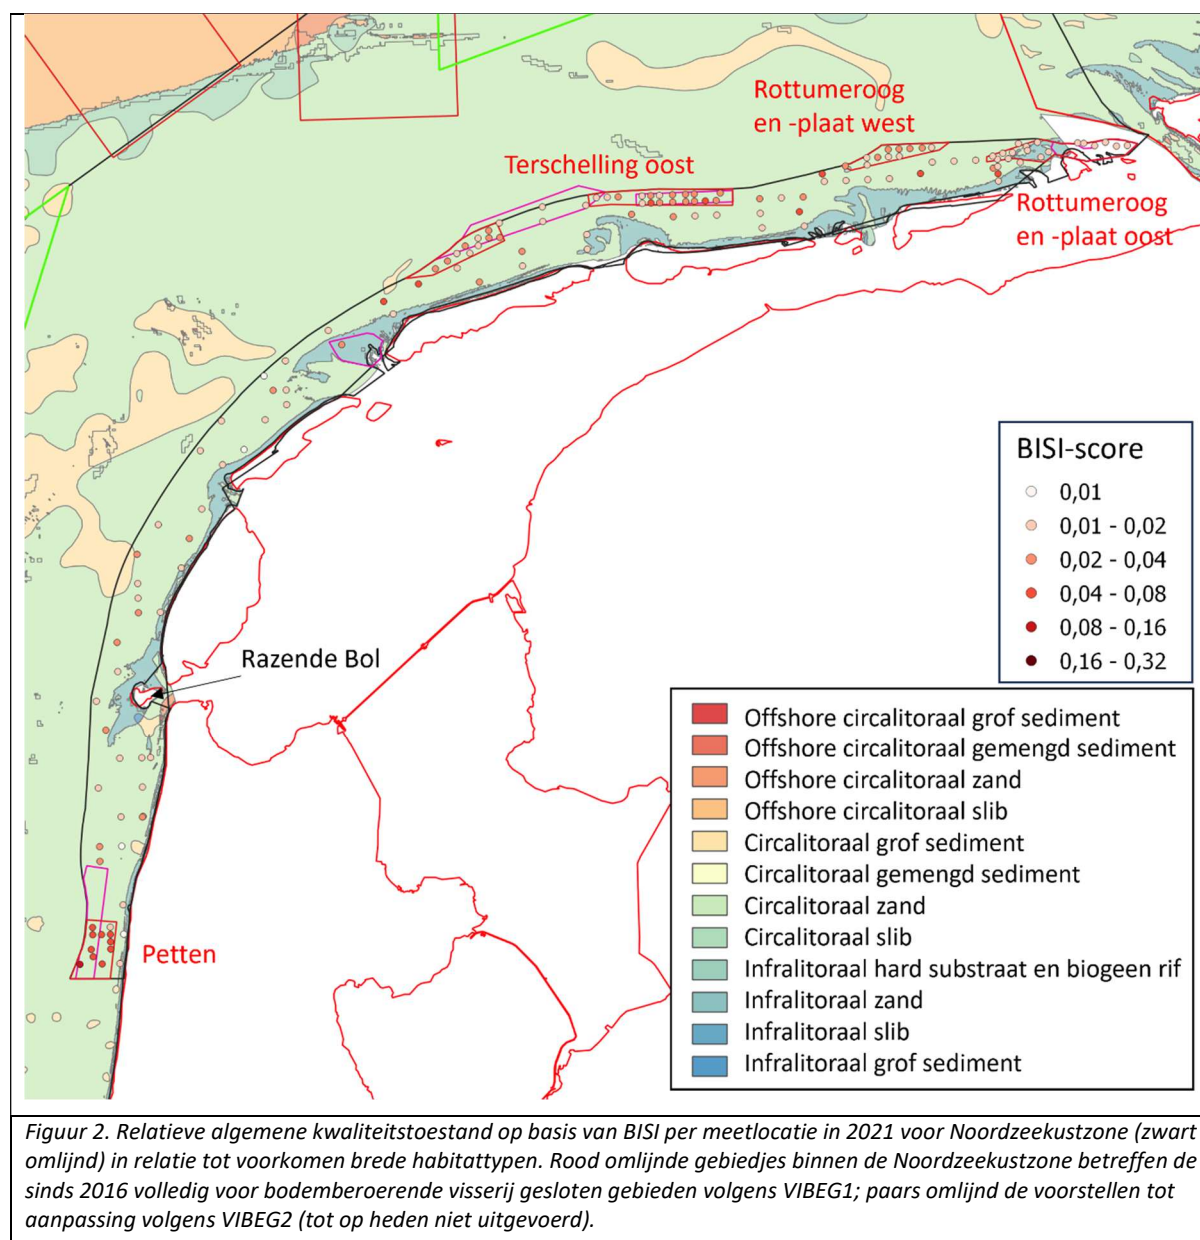 Rottumeroog
en -plaat west
Terschelling oost
Rottumeroog
en -plaat oost
BISI-score
0,01
0,01 - 0,02
0,02 - 0,04
0,04 - 0,08
0,08 - 0,16
0,16 - 0,32
Razende Bol
Petten
Offshore circalitoraal grof sediment
Offshore circalitoraal gemengd sediment
Offshore circalitoraal zand
Offshore circalitoraal slib
Circalitoraal grof sediment
Circalitoraal gemengd sediment
Circalitoraal zand
Circalitoraal slib
Infralitoraal hard substraat en biogeen rif
Infralitoraal zand
Infralitoraal slib
Infralitoraal grof sediment
Figuur 2. Relatieve algemene kwaliteitstoestand op basis van BISI per meetlocatie in 2021 voor Noordzeekustzone (zwart
omlijnd) in relatie tot voorkomen brede habitattypen. Rood omlijnde gebiedjes binnen de Noordzeekustzone betreffen de
sinds 2016 volledig voor bodemberoerende visserij gesloten gebieden volgens VIBEG1; paars omlijnd de voorstellen tot
aanpassing volgens VIBEG2 (tot op heden niet uitgevoerd).